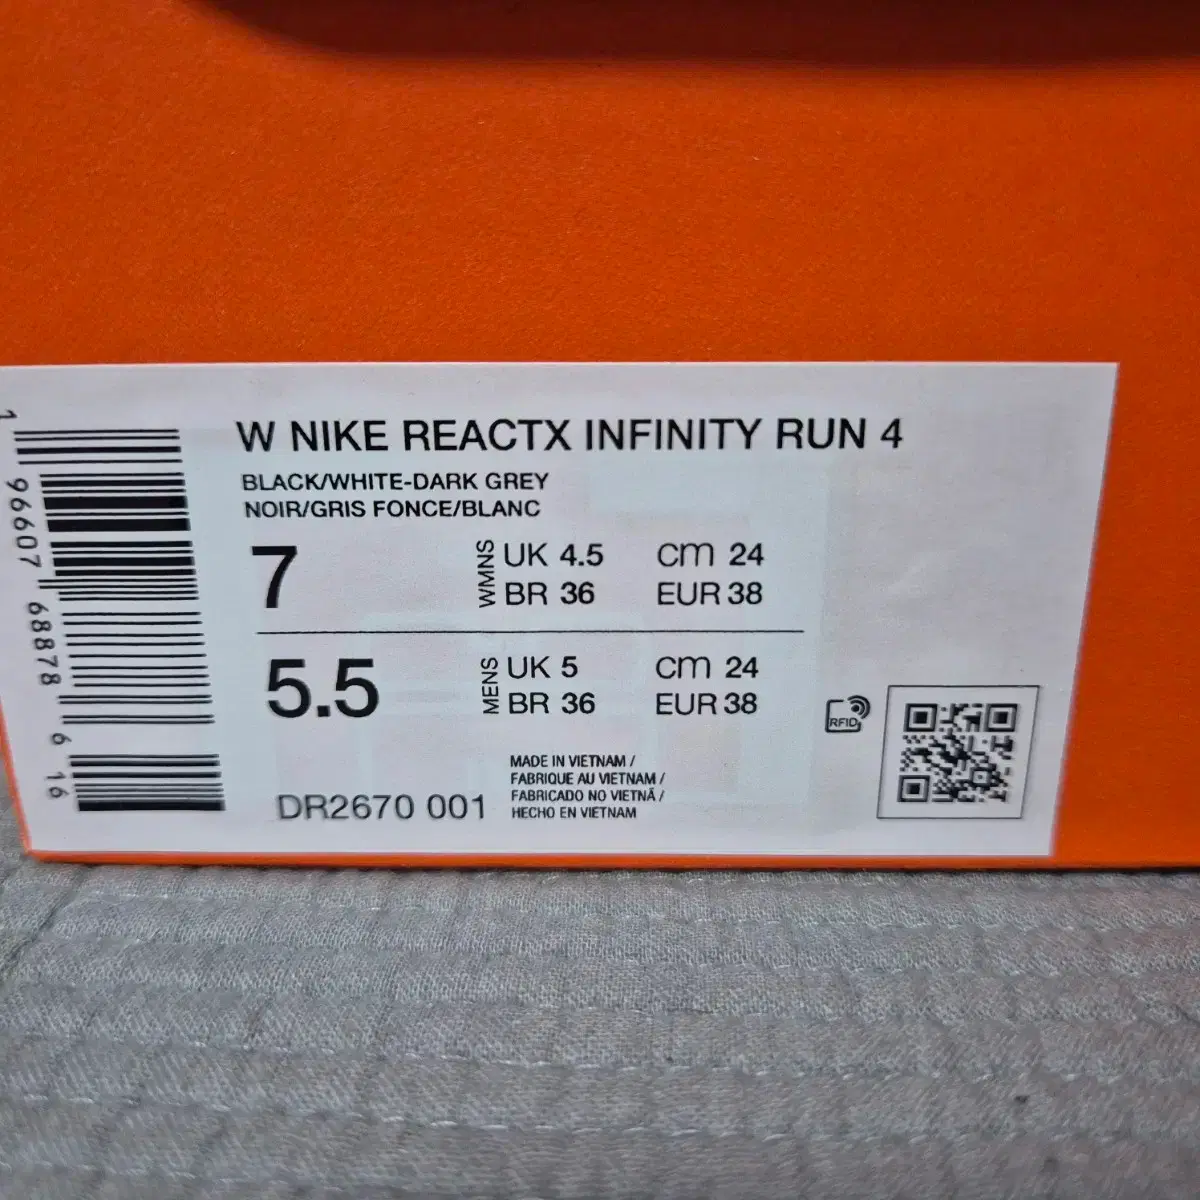 W NIKE REACTX INFINITY RUN 4
BLACK/WHITE-DARK GREY
NOIR/GRIS FONCE/BLANC
7 WMNS UK 4.5 cm 24
BR 36 EUR 38
5.5 MENS UK 5 cm 24
BR 36 EUR 38
RFID
MADE IN VIETNAM /
FABRIQUE AU VIETNAM /
FABRICADO NO VIETNÃ /
HECHO EN VIETNAM
DR2670 001
1 96607 68878 6 16